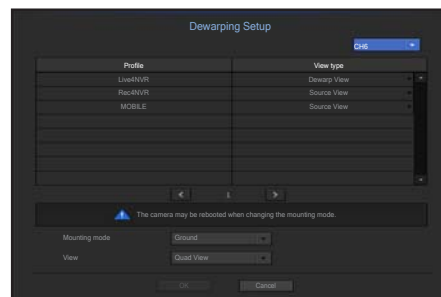 Dewarping Setup
CH6
Profile View type
Live4NVR Dewarp View
Rec4NVR Source View
MOBILE Source View
The camera may be rebooted when changing the mounting mode.
Mounting mode Ground
View Quad View
OK Cancel